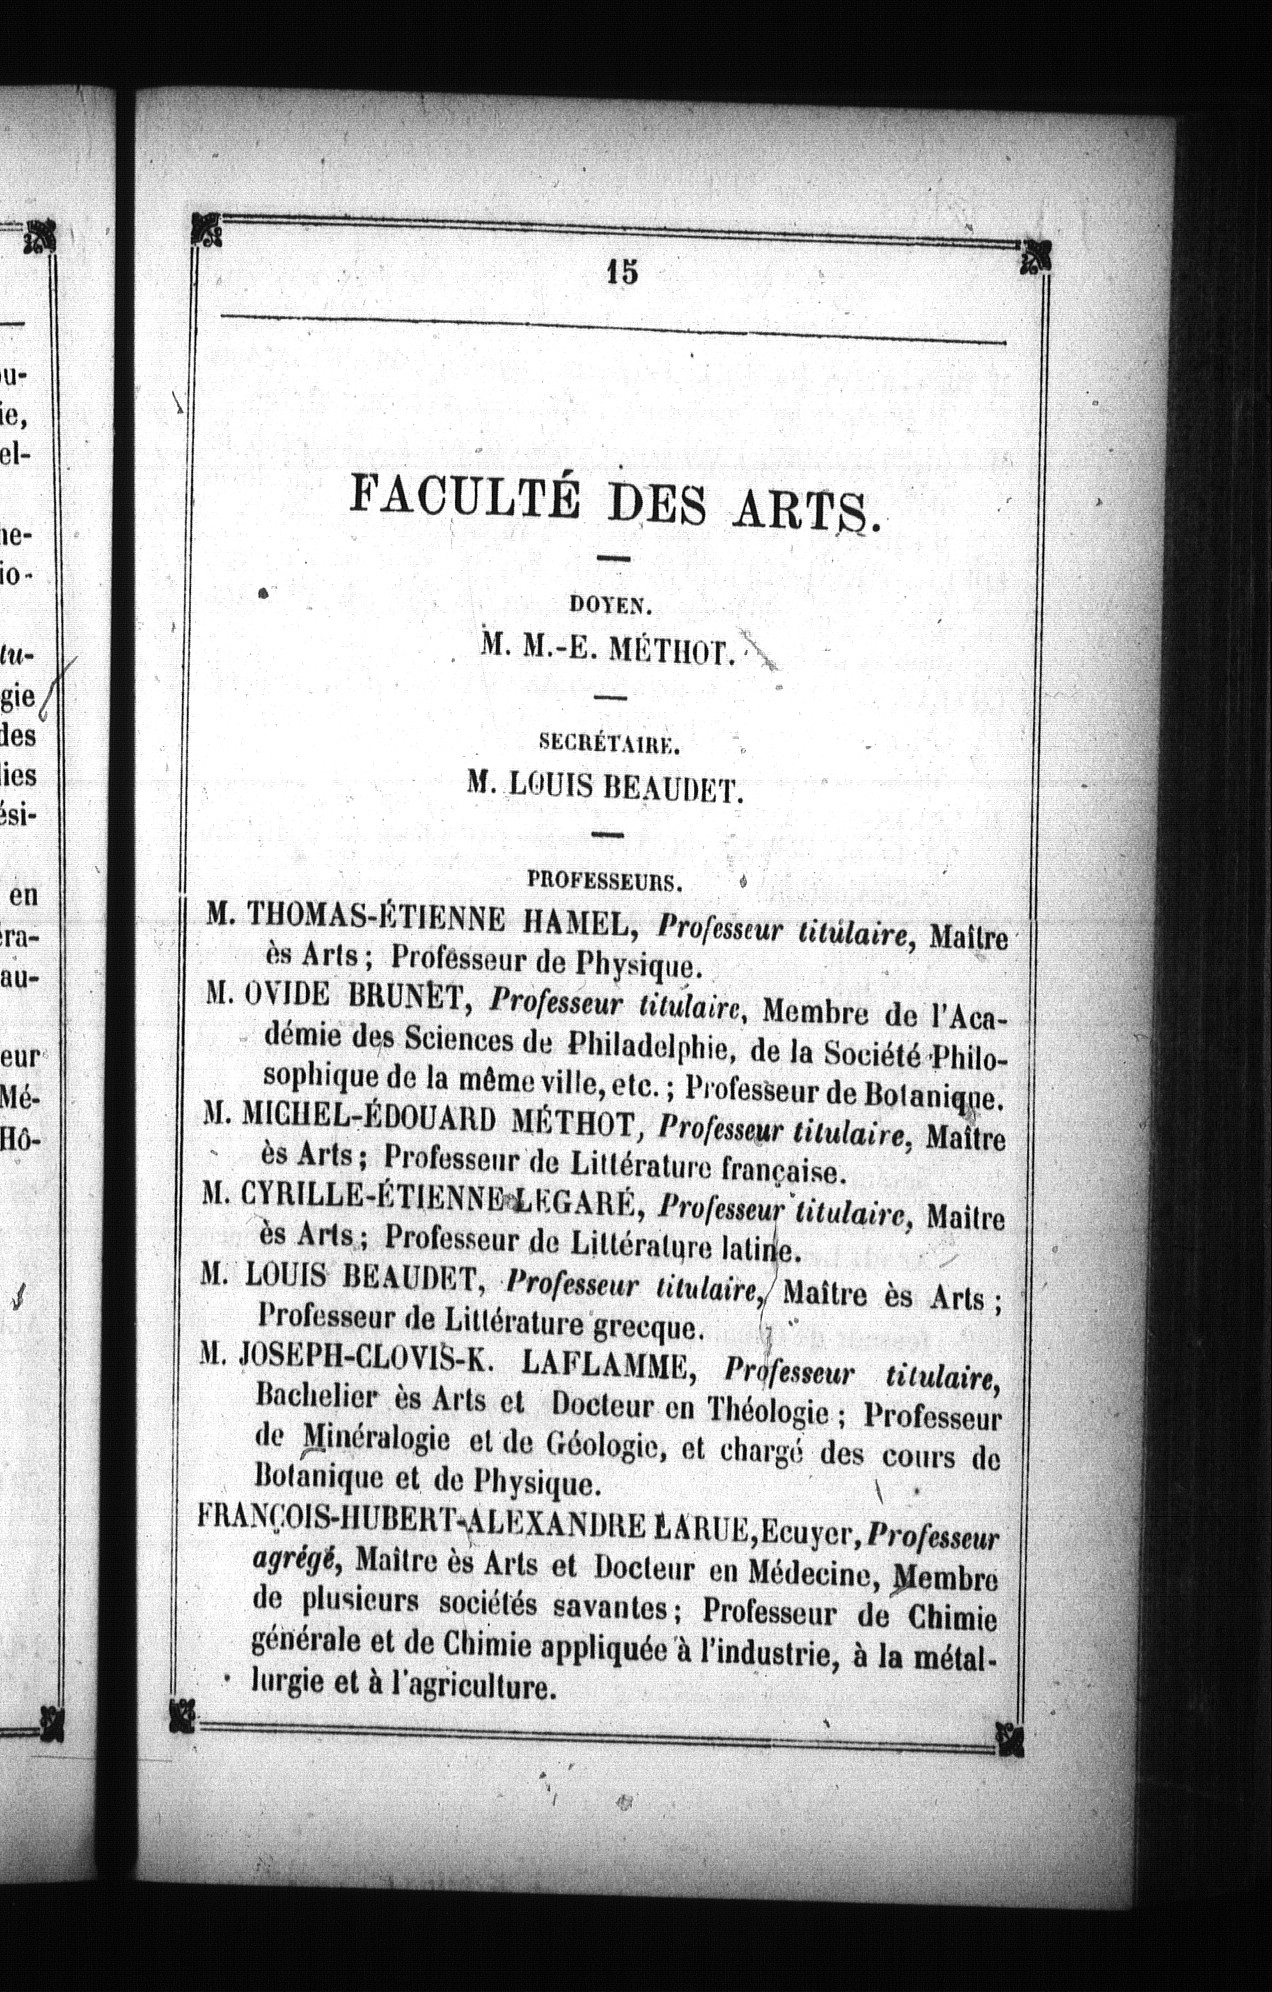 15
FACULTÉ DES ARTS.
DOYEN.
M. M.-E. MÉTHOT.
SECRÉTAIRE.
M. LOUIS BEAUDET.
PROFESSEURS.
M. THOMAS-ÉTIENNE HAMEL, Professeur titulaire, Maître
ès Arts ; Professeur de Physique.
M. OVIDE BRUNET, Professeur titulaire, Membre de l'Aca-
démie des Sciences de Philadelphie, de la Société Philo-
sophique de la même ville, etc. ; Professeur de Botanique.
M. MICHEL-ÉDOUARD MÉTHOT, Professeur titulaire, Maître
ès Arts ; Professeur de Littérature française.
M. CYRILLE-ÉTIENNE LEGARÉ, Professeur titulaire, Maitre
ès Arts ; Professeur de Littérature latine.
M. LOUIS BEAUDET, Professeur titulaire, Maître ès Arts ;
Professeur de Littérature grecque.
M. JOSEPH-CLOVIS-K. LAFLAMME, Professeur titulaire,
Bachelier ès Arts et Docteur en Théologie ; Professeur
de Minéralogie et de Géologie, et chargé des cours de
Botanique et de Physique.
FRANÇOIS-HUBERT-ALEXANDRE LARUE, Ecuyer, Professeur
agrégé, Maître ès Arts et Docteur en Médecine, Membre
de plusieurs sociétés savantes ; Professeur de Chimie
générale et de Chimie appliquée à l'industrie, à la métal-
lurgie et à l'agriculture.